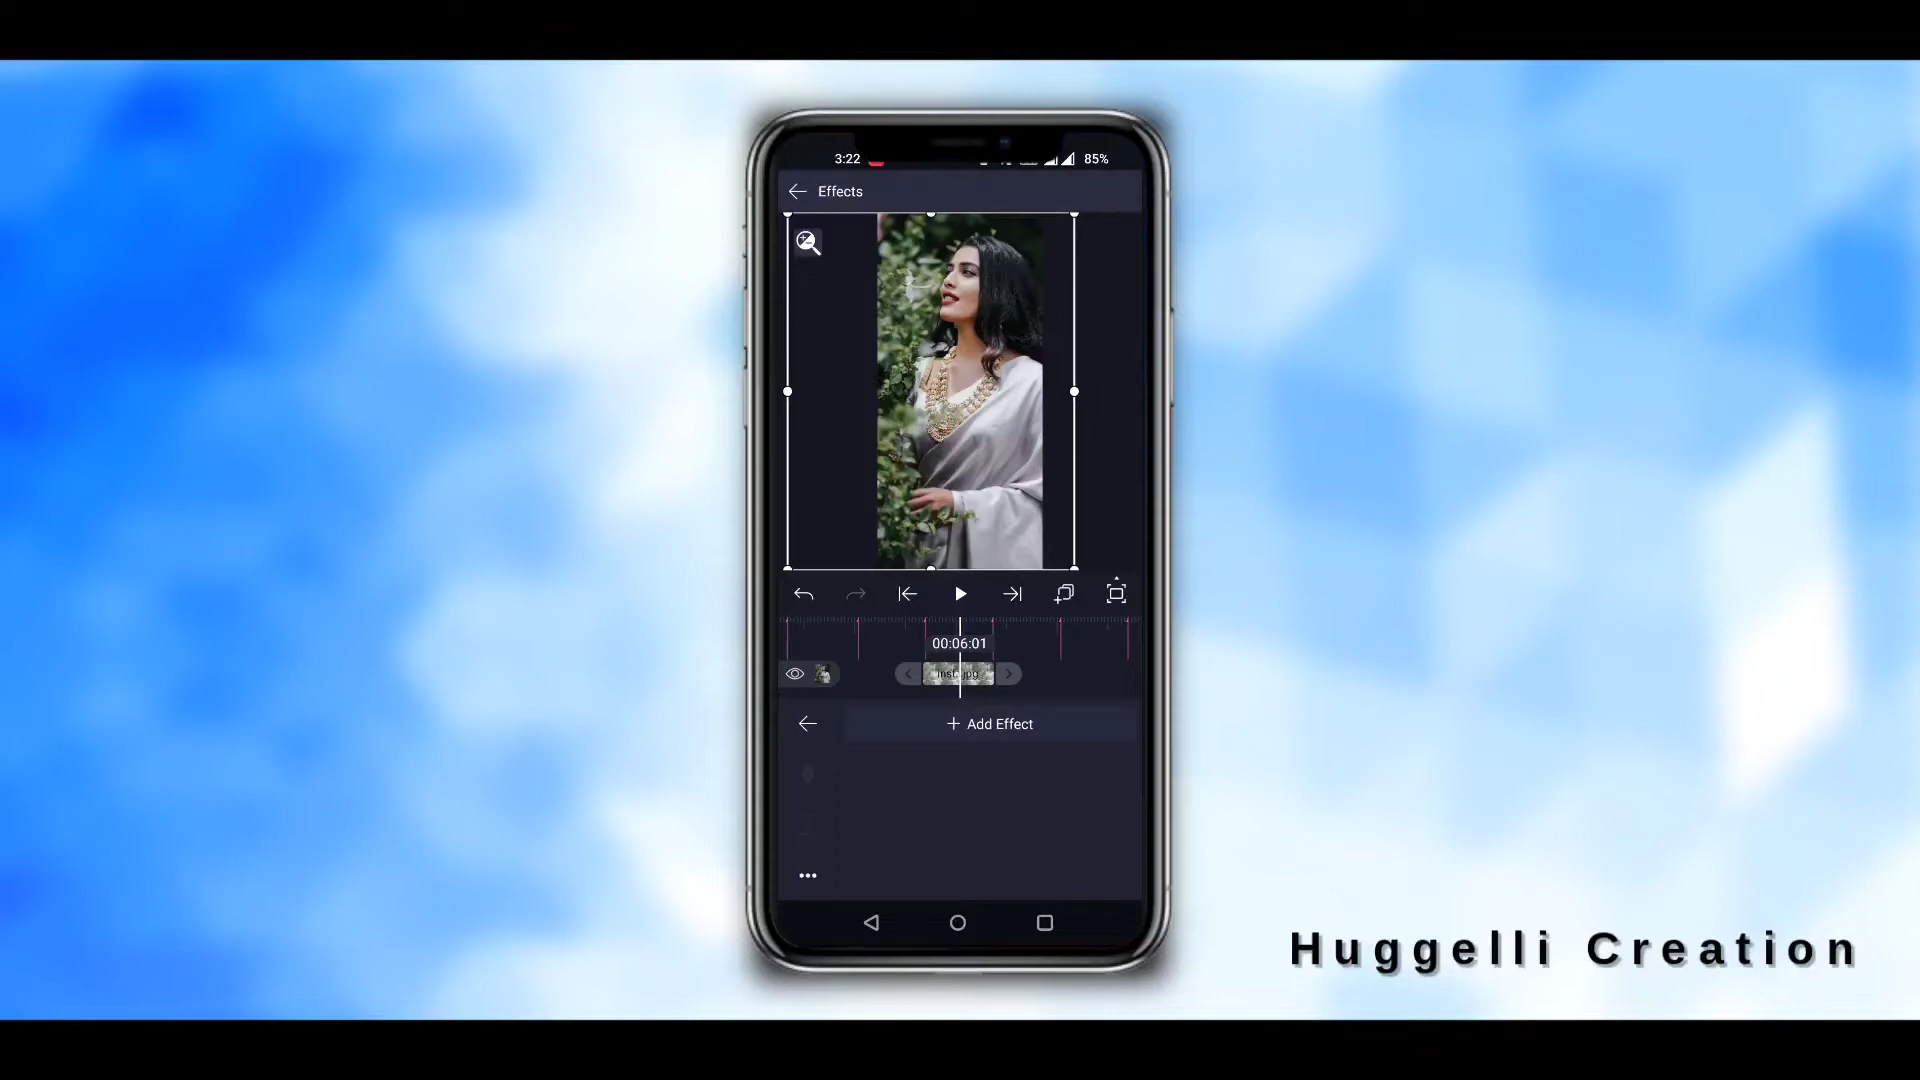 3:22 85%
Effects
00:06:01
+ Add Effect
Huggelli Creation